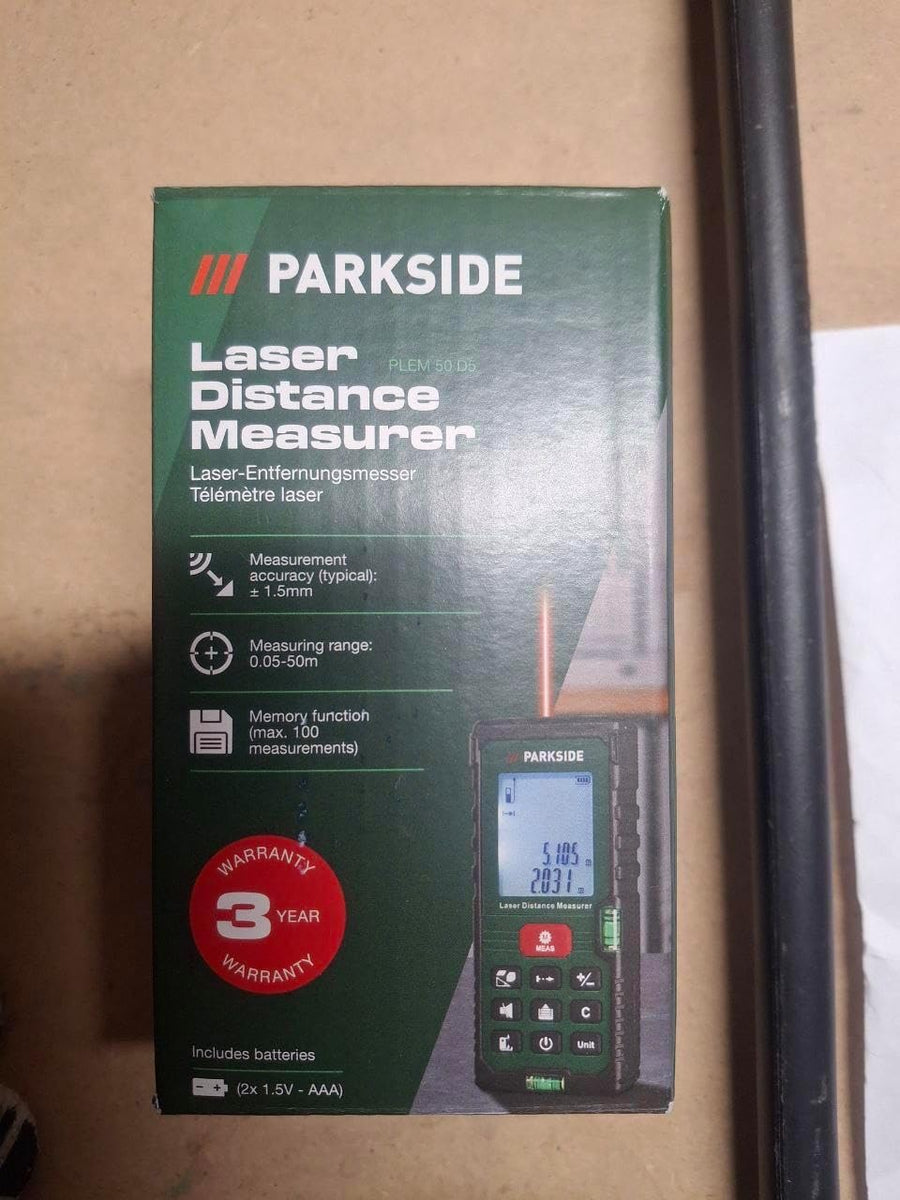 PARKSIDE
Laser
PLEM 50 D5
Distance
Measurer
Laser-Entfernungsmesser
Télémètre laser
Measurement
accuracy (typical):
± 1.5mm
Measuring range:
0.05-50m
Memory function
(max. 100
measurements)
WARRANTY
3 YEAR
WARRANTY
Includes batteries
(2x 1.5V - AAA)
PARKSIDE
5.105 m
2.031 m
Laser Distance Measurer
MEAS
+/-
C
Unit